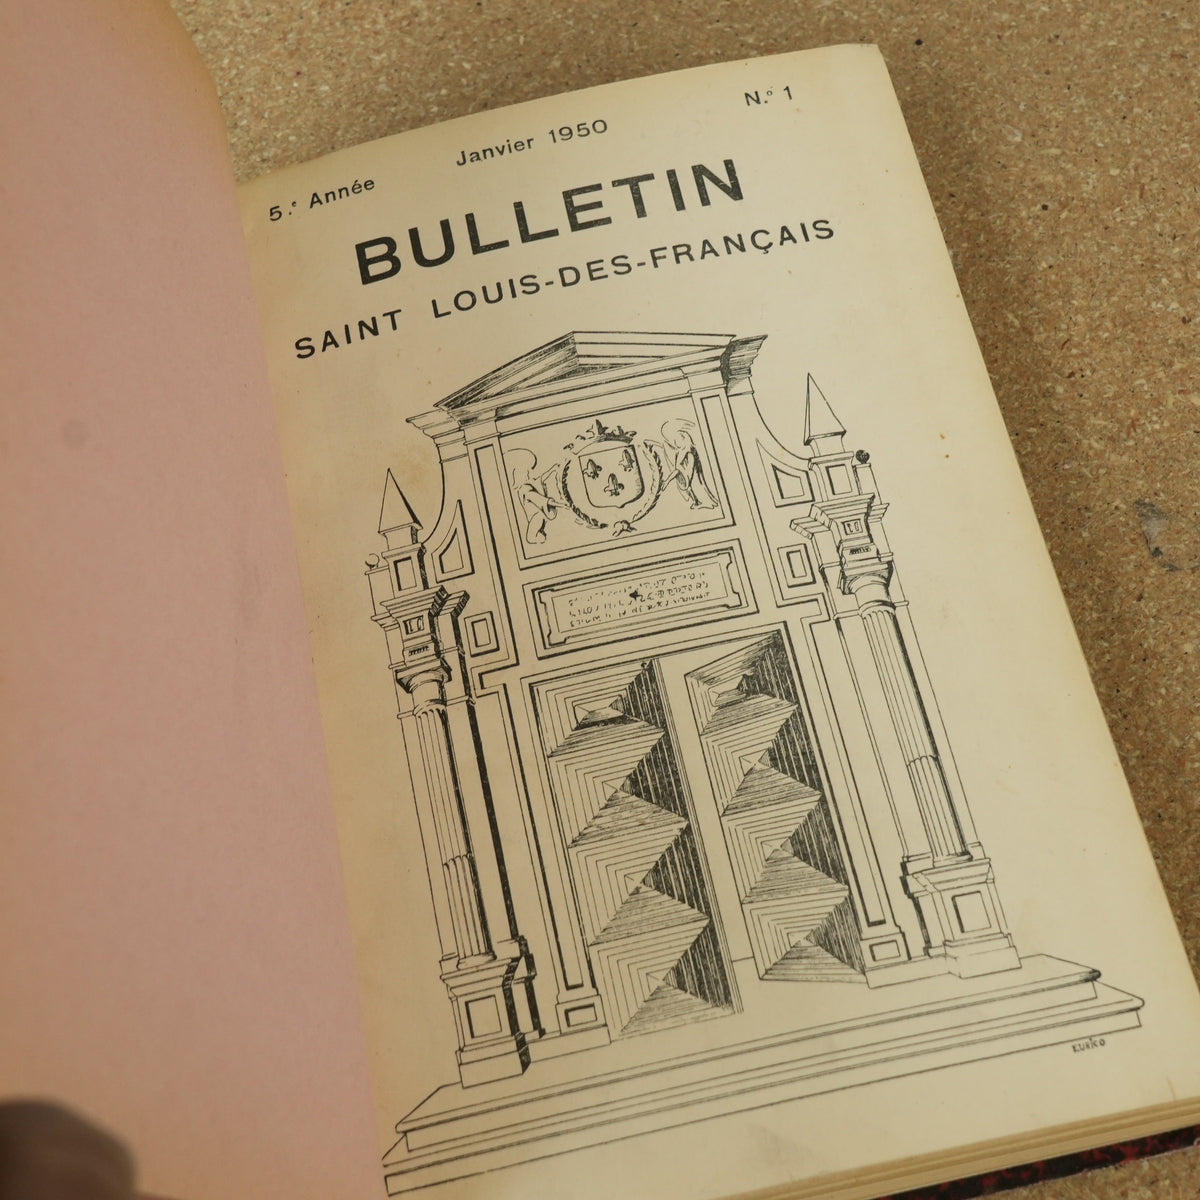 5.e Année Janvier 1950 N.º 1
BULLETIN
SAINT LOUIS-DES-FRANÇAIS